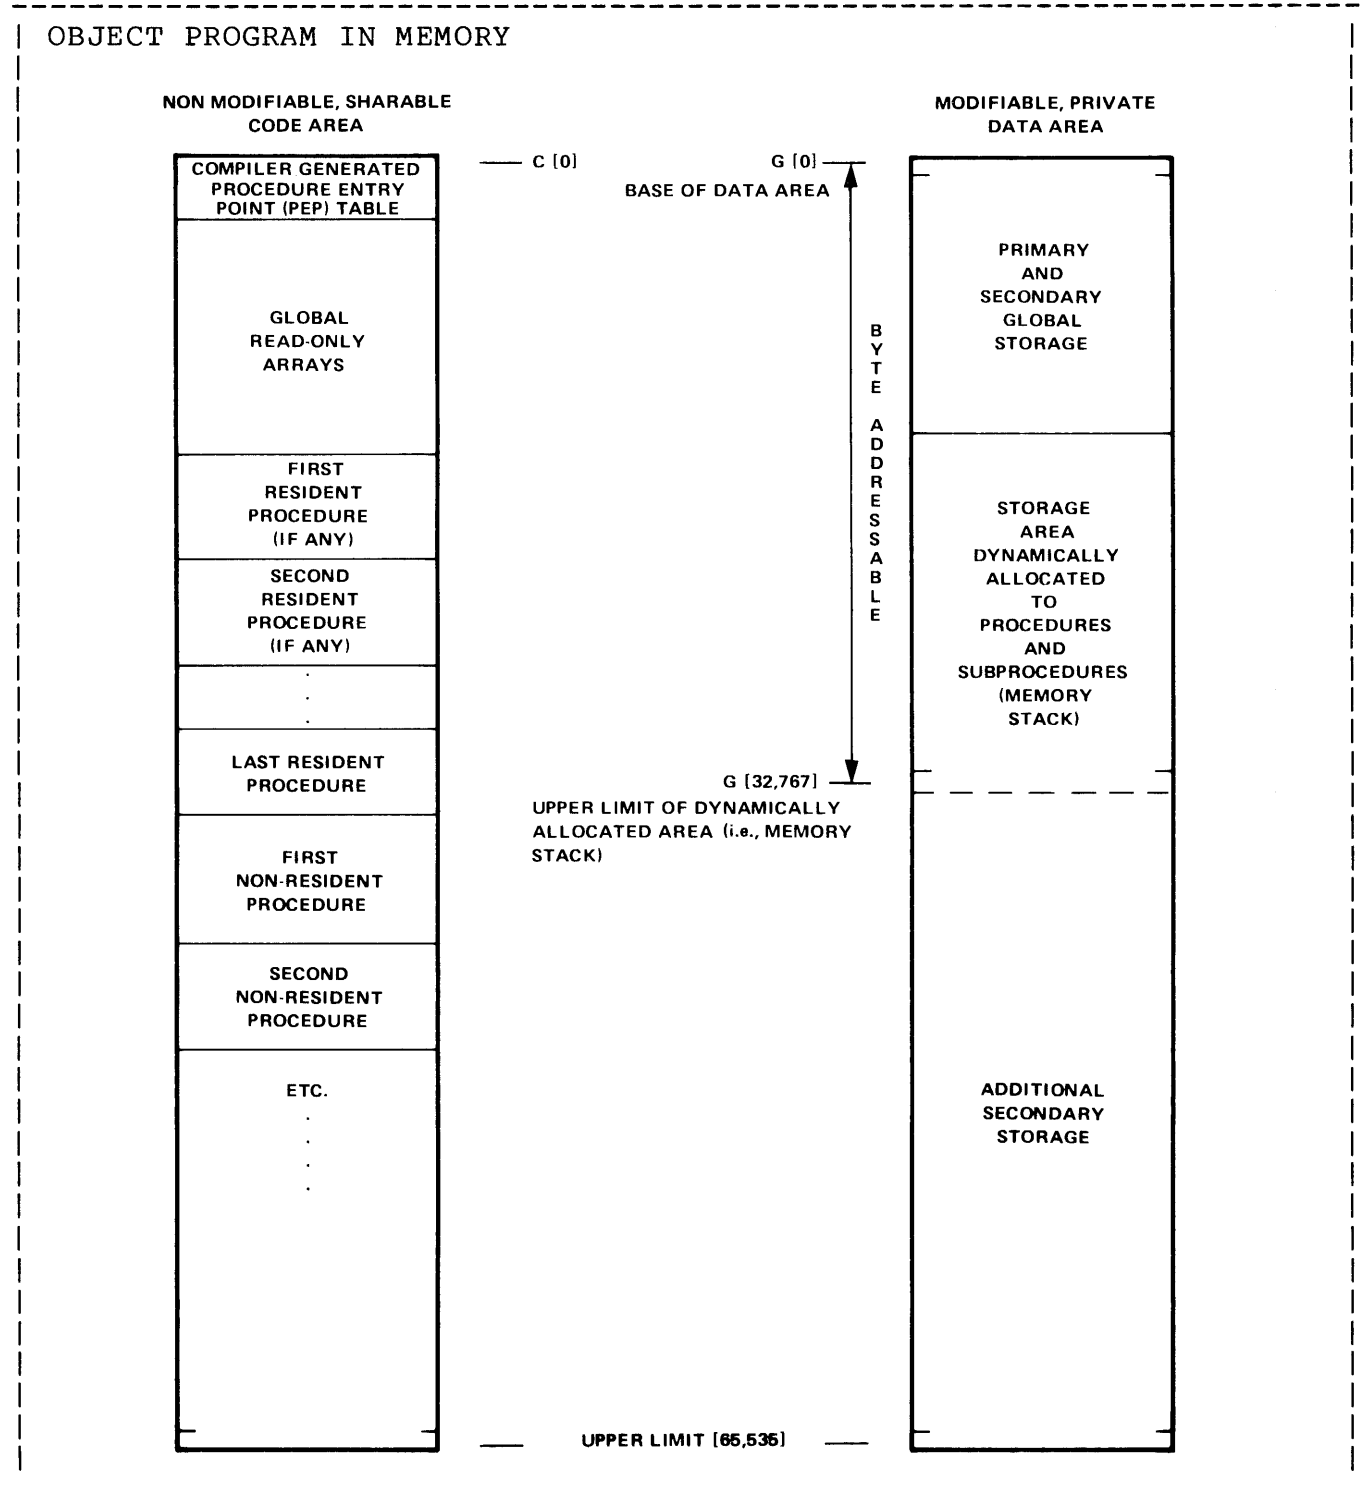 OBJECT PROGRAM IN MEMORY
NON MODIFIABLE, SHARABLE
CODE AREA
COMPILER GENERATED
PROCEDURE ENTRY
POINT (PEP) TABLE
GLOBAL
READ-ONLY
ARRAYS
FIRST
RESIDENT
PROCEDURE
(IF ANY)
SECOND
RESIDENT
PROCEDURE
(IF ANY)
.
.
.
LAST RESIDENT
PROCEDURE
FIRST
NON-RESIDENT
PROCEDURE
SECOND
NON-RESIDENT
PROCEDURE
ETC.
.
.
.
.
C [0]
G [0]
BASE OF DATA AREA
BYTE ADDRESSABLE
G [32,767]
UPPER LIMIT OF DYNAMICALLY
ALLOCATED AREA (i.e., MEMORY
STACK)
UPPER LIMIT [65,535]
MODIFIABLE, PRIVATE
DATA AREA
PRIMARY
AND
SECONDARY
GLOBAL
STORAGE
STORAGE
AREA
DYNAMICALLY
ALLOCATED
TO
PROCEDURES
AND
SUBPROCEDURES
(MEMORY
STACK)
ADDITIONAL
SECONDARY
STORAGE